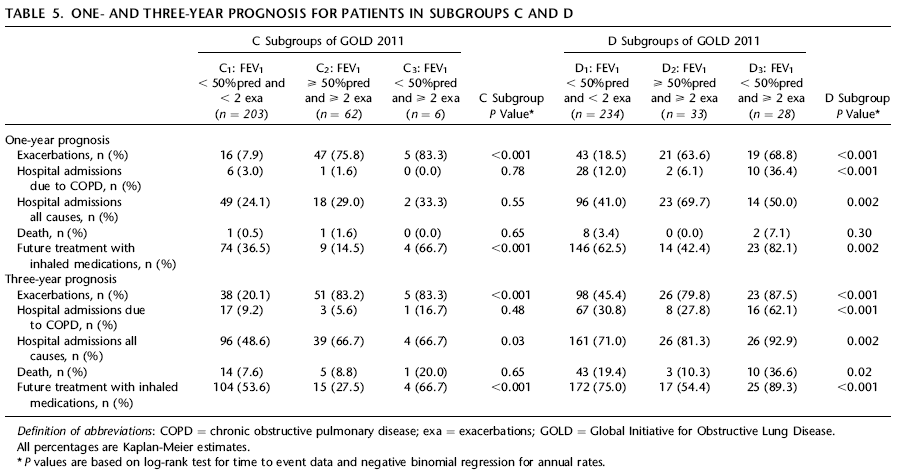 TABLE 5. ONE- AND THREE-YEAR PROGNOSIS FOR PATIENTS IN SUBGROUPS C AND D
C Subgroups of GOLD 2011 D Subgroups of GOLD 2011
C₁: FEV₁ C₂: FEV₁ C₃: FEV₁ D₁: FEV₁ D₂: FEV₁ D₃: FEV₁
< 50%pred and ≥ 50%pred < 50%pred < 50%pred ≥ 50%pred < 50%pred
< 2 exa and ≥ 2 exa and ≥ 2 exa C Subgroup and < 2 exa and ≥ 2 exa and ≥ 2 exa D Subgroup
(n = 203) (n = 62) (n = 6) P Value* (n = 234) (n = 33) (n = 28) P Value*
One-year prognosis
Exacerbations, n (%) 16 (7.9) 47 (75.8) 5 (83.3) <0.001 43 (18.5) 21 (63.6) 19 (68.8) <0.001
Hospital admissions 6 (3.0) 1 (1.6) 0 (0.0) 0.78 28 (12.0) 2 (6.1) 10 (36.4) <0.001
due to COPD, n (%)
Hospital admissions 49 (24.1) 18 (29.0) 2 (33.3) 0.55 96 (41.0) 23 (69.7) 14 (50.0) 0.002
all causes, n (%)
Death, n (%) 1 (0.5) 1 (1.6) 0 (0.0) 0.65 8 (3.4) 0 (0.0) 2 (7.1) 0.30
Future treatment with 74 (36.5) 9 (14.5) 4 (66.7) <0.001 146 (62.5) 14 (42.4) 23 (82.1) 0.002
inhaled medications, n (%)
Three-year prognosis
Exacerbations, n (%) 38 (20.1) 51 (83.2) 5 (83.3) <0.001 98 (45.4) 26 (79.8) 23 (87.5) <0.001
Hospital admissions due 17 (9.2) 3 (5.6) 1 (16.7) 0.48 67 (30.8) 8 (27.8) 16 (62.1) <0.001
to COPD, n (%)
Hospital admissions all 96 (48.6) 39 (66.7) 4 (66.7) 0.03 161 (71.0) 26 (81.3) 26 (92.9) 0.002
causes, n (%)
Death, n (%) 14 (7.6) 5 (8.8) 1 (20.0) 0.65 43 (19.4) 3 (10.3) 10 (36.6) 0.02
Future treatment with inhaled 104 (53.6) 15 (27.5) 4 (66.7) <0.001 172 (75.0) 17 (54.4) 25 (89.3) <0.001
medications, n (%)
Definition of abbreviations: COPD = chronic obstructive pulmonary disease; exa = exacerbations; GOLD = Global Initiative for Obstructive Lung Disease.
All percentages are Kaplan-Meier estimates.
* P values are based on log-rank test for time to event data and negative binomial regression for annual rates.